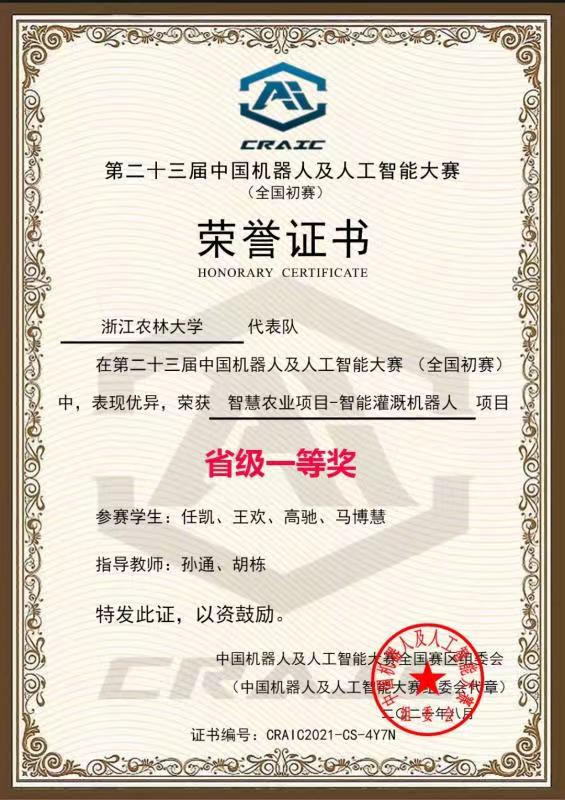 CRAIC
第二十三届中国机器人及人工智能大赛
（全国初赛）
荣誉证书
HONORARY CERTIFICATE
浙江农林大学 代表队
在第二十三届中国机器人及人工智能大赛 （全国初赛）
中，表现优异，荣获 智慧农业项目-智能灌溉机器人 项目
省级一等奖
参赛学生：任凯、王欢、高驰、马博慧
指导教师：孙通、胡栋
特发此证，以资鼓励。
中国机器人及人工智能大赛全国赛区组委会
（中国机器人及人工智能大赛组委会代章）
二〇二一年八月
中国机器人及人工智能大赛
组委会
证书编号：CRAIC2021-CS-4Y7N
CRAIC